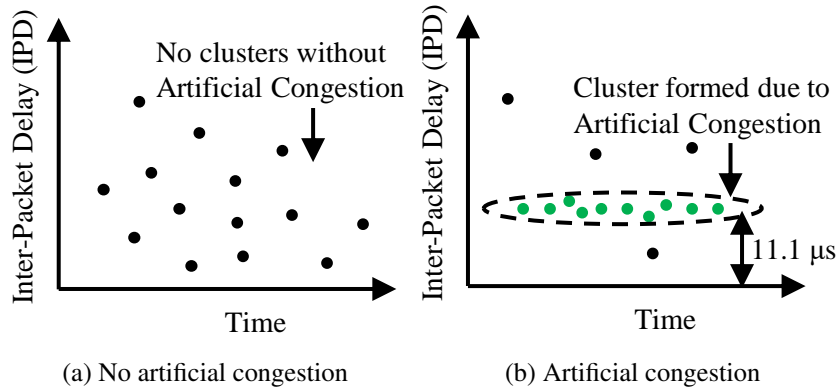 Inter-Packet Delay (IPD)
No clusters without
Artificial Congestion
Time
(a) No artificial congestion
Inter-Packet Delay (IPD)
Cluster formed due to
Artificial Congestion
11.1 μs
Time
(b) Artificial congestion